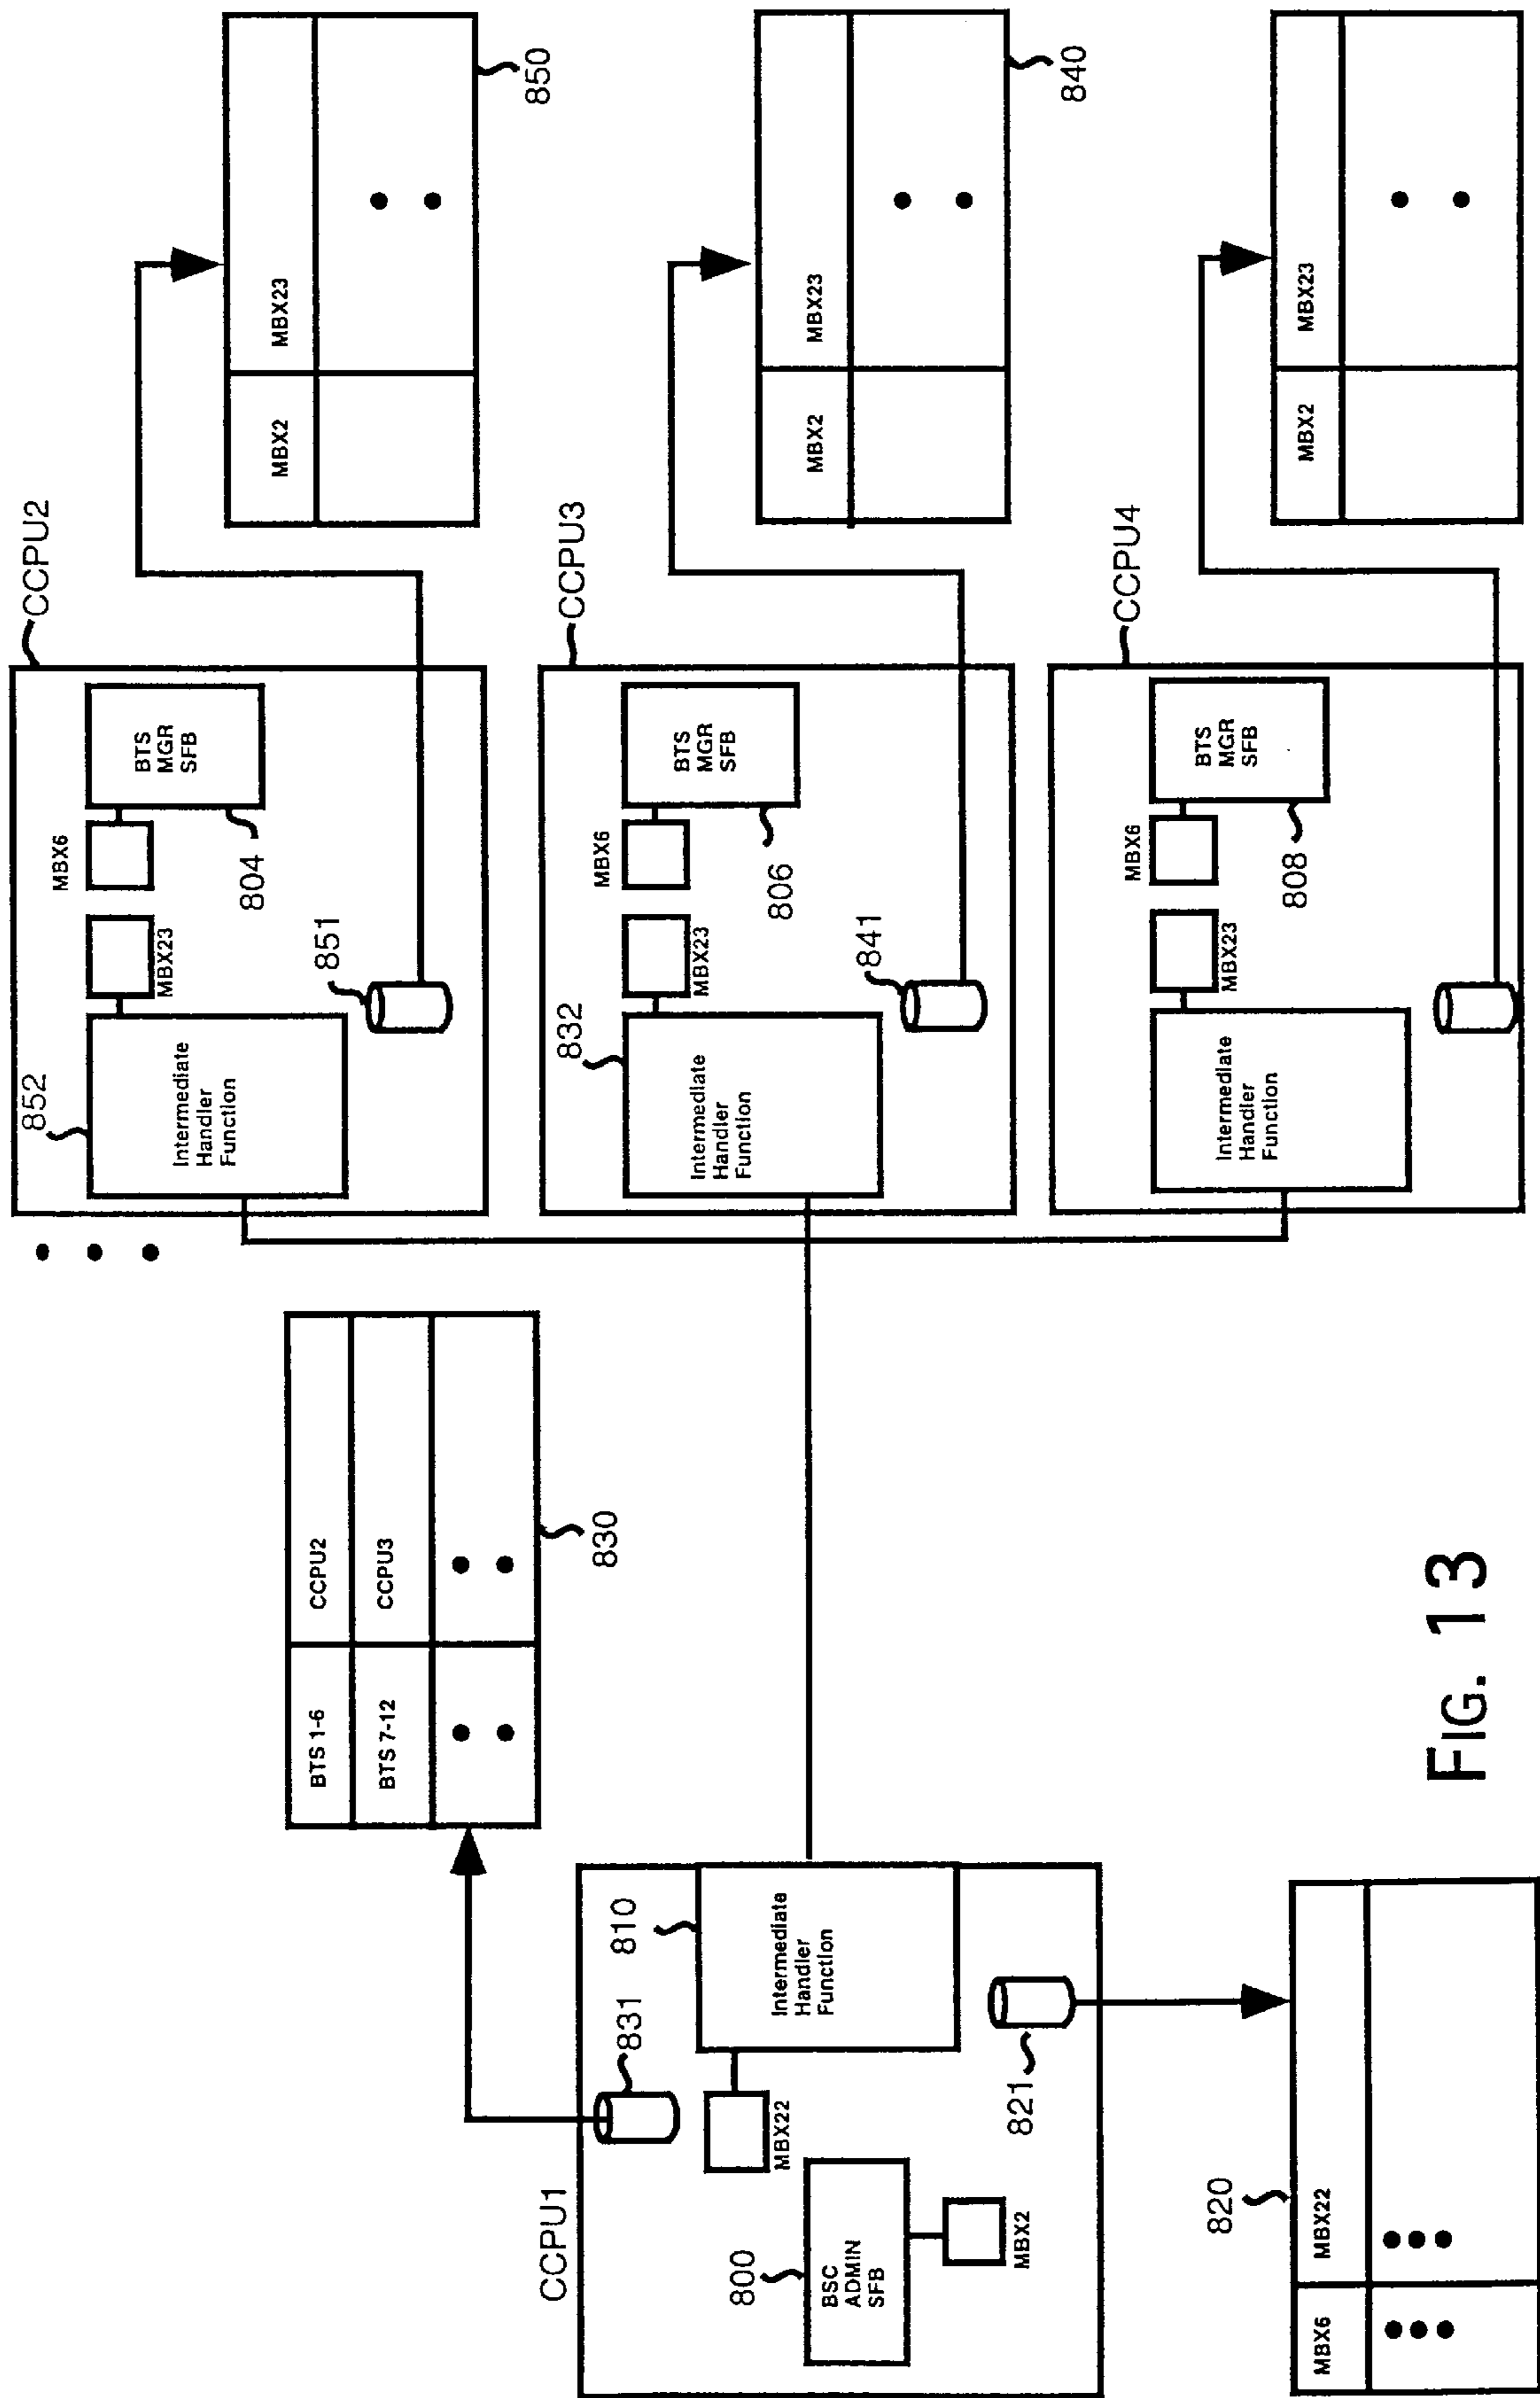 CCPU1
800
BSC
ADMIN
SFB
MBX2
MBX22
831
810
Intermediate
Handler
Function
821
820
MBX6
MBX22
BTS 1-6
CCPU2
BTS 7-12
CCPU3
830
CCPU2
852
Intermediate
Handler
Function
MBX23
MBX6
BTS
MGR
SFB
804
851
MBX2
MBX23
850
CCPU3
832
Intermediate
Handler
Function
MBX23
MBX6
BTS
MGR
SFB
806
841
MBX2
MBX23
840
CCPU4
Intermediate
Handler
Function
MBX23
MBX6
BTS
MGR
SFB
808
MBX2
MBX23
FIG. 13